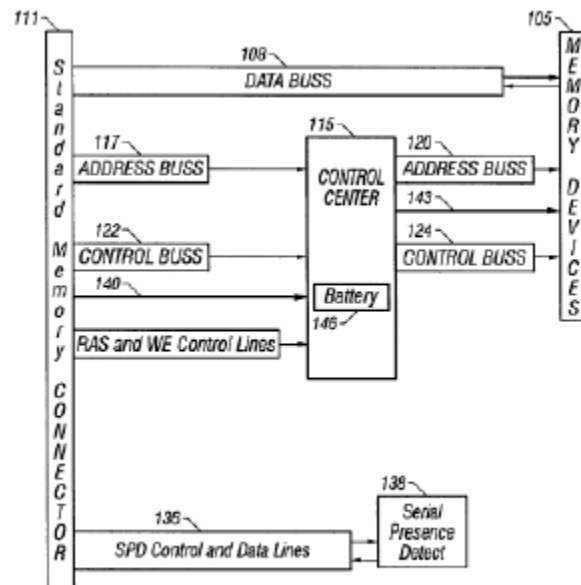 111
105
108
DATA BUSS
115
117
ADDRESS BUSS
CONTROL CENTER
120
ADDRESS BUSS
143
122
CONTROL BUSS
124
CONTROL BUSS
140
Battery
146
RAS and WE Control Lines
Standard Memory CONNECTOR
MEMORY DEVICES
136
SPD Control and Data Lines
138
Serial
Presence
Detect